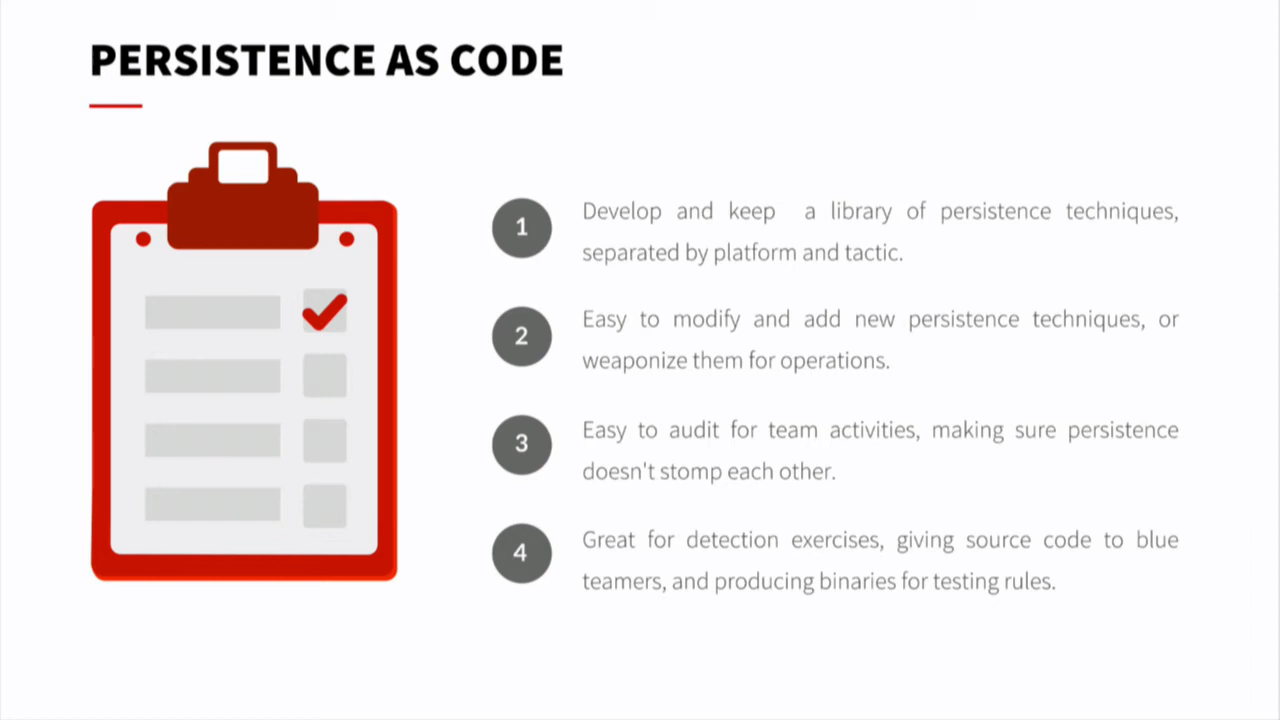 PERSISTENCE AS CODE
1
Develop and keep a library of persistence techniques,
separated by platform and tactic.
2
Easy to modify and add new persistence techniques, or
weaponize them for operations.
3
Easy to audit for team activities, making sure persistence
doesn't stomp each other.
4
Great for detection exercises, giving source code to blue
teamers, and producing binaries for testing rules.